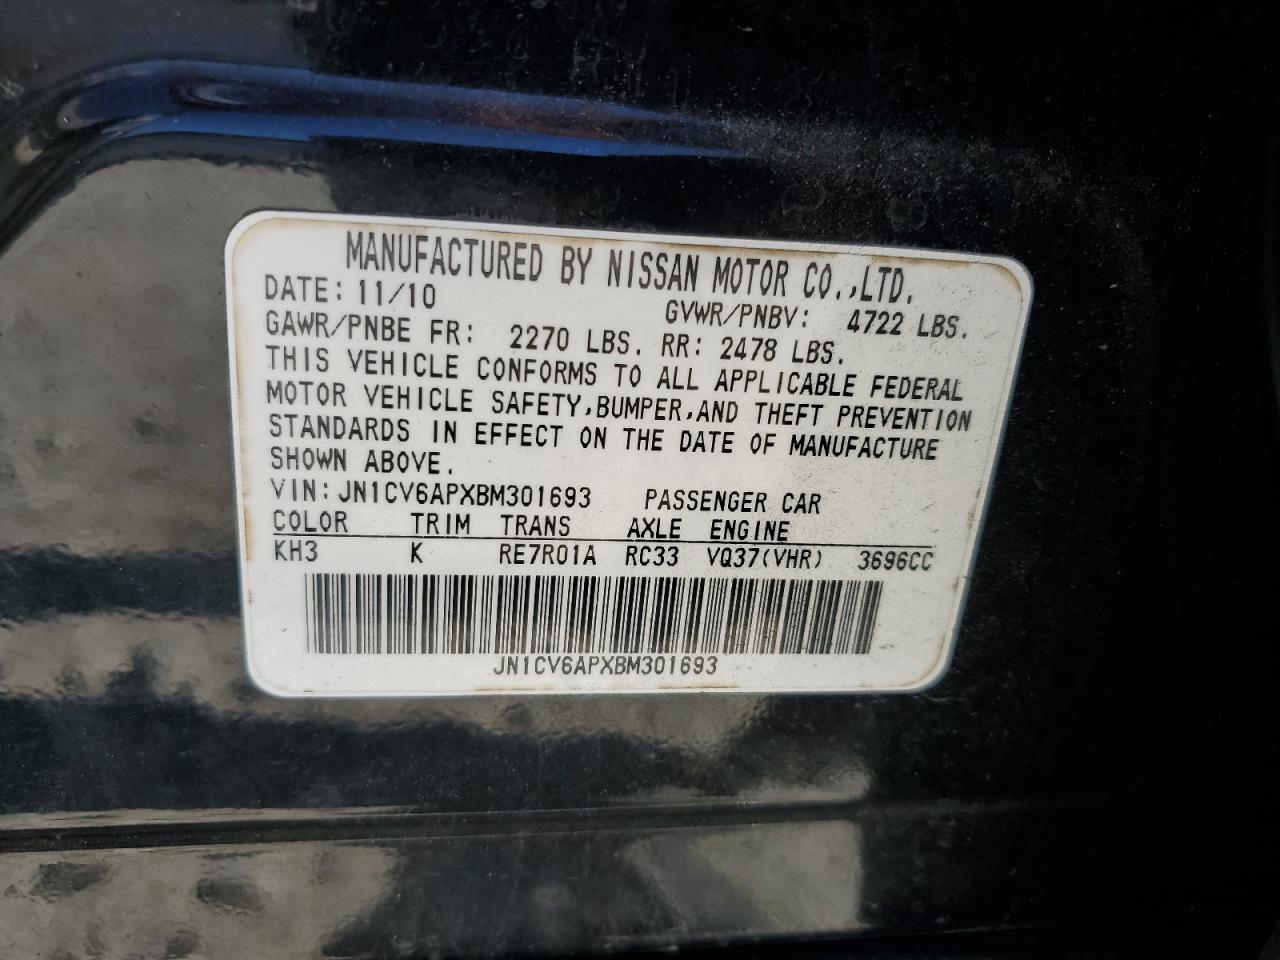 MANUFACTURED BY NISSAN MOTOR CO.,LTD.
DATE: 11/10 GVWR/PNBV: 4722 LBS.
GAWR/PNBE FR: 2270 LBS. RR: 2478 LBS.
THIS VEHICLE CONFORMS TO ALL APPLICABLE FEDERAL
MOTOR VEHICLE SAFETY,BUMPER,AND THEFT PREVENTION
STANDARDS IN EFFECT ON THE DATE OF MANUFACTURE
SHOWN ABOVE.
VIN:JN1CV6APXBM301693 PASSENGER CAR
COLOR TRIM TRANS AXLE ENGINE
KH3 K RE7R01A RC33 VQ37(VHR) 3696CC
JN1CV6APXBM301693